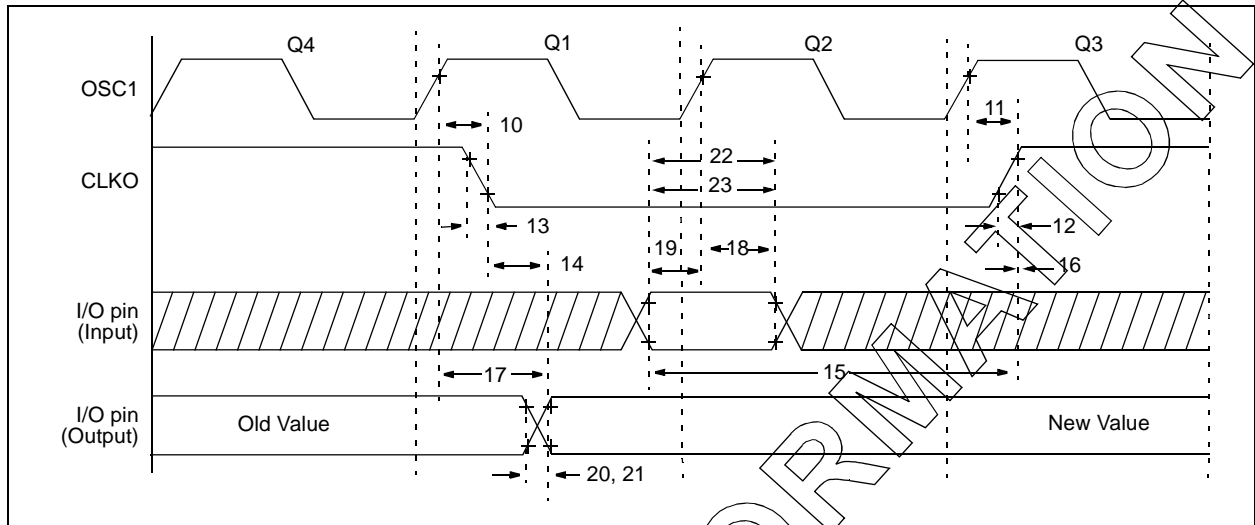 Q4
Q1
Q2
Q3
OSC1
10
11
CLKO
22
23
13
12
19
18
14
16
I/O pin
(Input)
17
15
I/O pin
(Output)
Old Value
New Value
20, 21
ORMATION